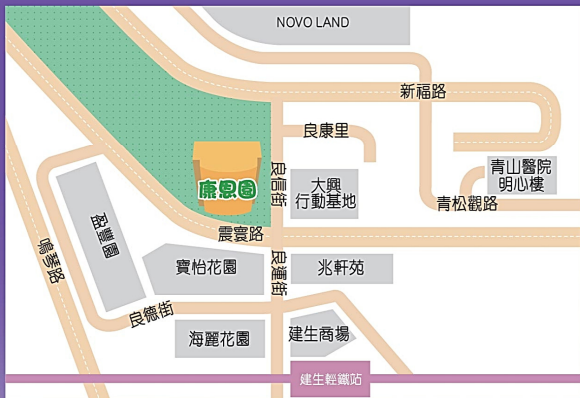 NOVO LAND
新福路
良康里
青山醫院
明心樓
康恩園
良信街
大興
行動基地
青松觀路
震寰路
盈豐園
鳴琴路
寶怡花園
良運街
兆軒苑
良德街
海麗花園
建生商場
建生輕鐵站